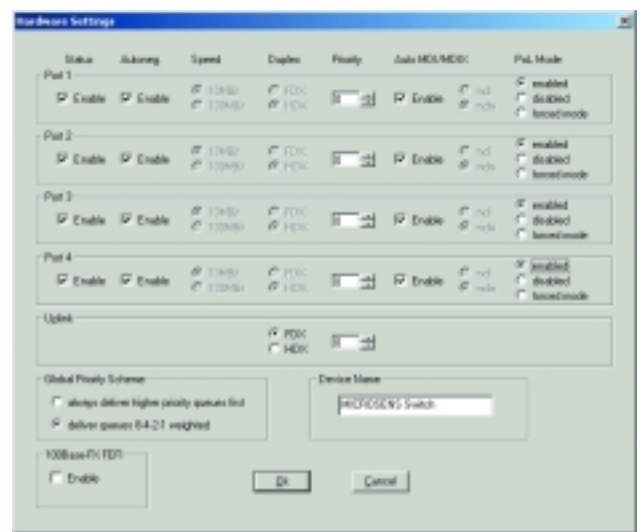 Hardware Settings
Status Autoneg. Speed Duplex Priority Auto MDI/MDIX PoL Mode
Port 1
Enable Enable 10MBit FDX Enable mdi enabled
100MBit HDX mdix disabled
forced mode
Port 2
Enable Enable 10MBit FDX Enable mdi enabled
100MBit HDX mdix disabled
forced mode
Port 3
Enable Enable 10MBit FDX Enable mdi enabled
100MBit HDX mdix disabled
forced mode
Port 4
Enable Enable 10MBit FDX Enable mdi enabled
100MBit HDX mdix disabled
forced mode
Uplink
FDX
HDX
Global Priority Scheme
always deliver higher priority queues first
deliver queues 8-4-2-1 weighted
Device Name
MICROSENS Switch
100Base-FX
Enable
Ok Cancel